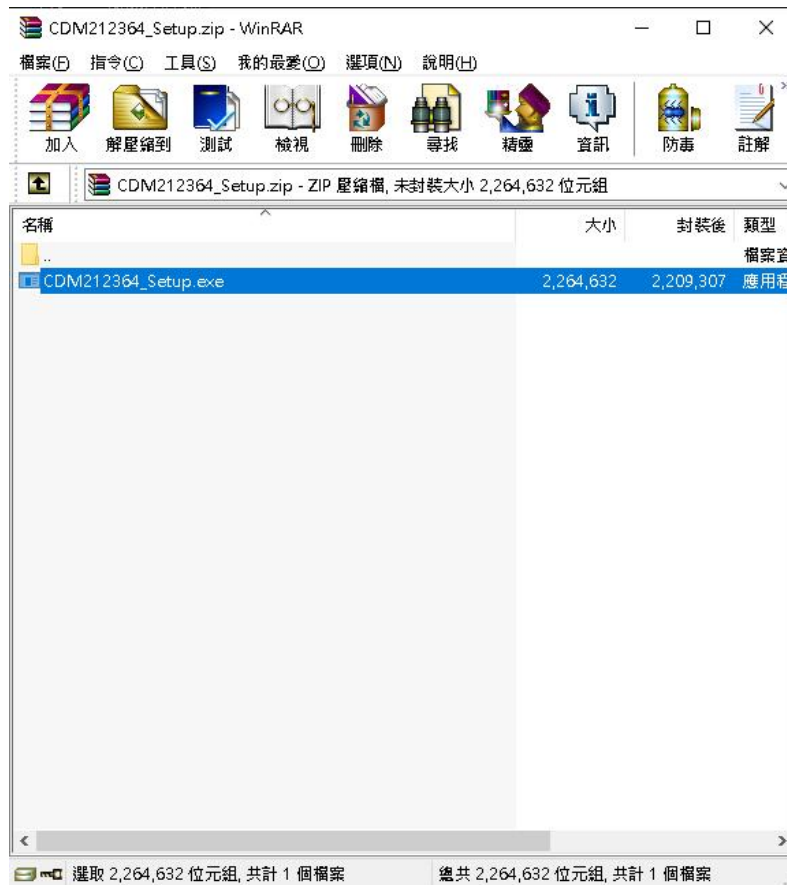 CDM212364_Setup.zip - WinRAR
檔案(F) 指令(C) 工具(S) 我的最愛(O) 選項(N) 說明(H)
加入 解壓縮到 測試 檢視 刪除 尋找 精靈 資訊 防毒 註解
CDM212364_Setup.zip - ZIP 壓縮檔, 未封裝大小 2,264,632 位元組
名稱 大小 封裝後 類型
.. 檔案資
CDM212364_Setup.exe 2,264,632 2,209,307 應用程
選取 2,264,632 位元組, 共計 1 個檔案 總共 2,264,632 位元組, 共計 1 個檔案